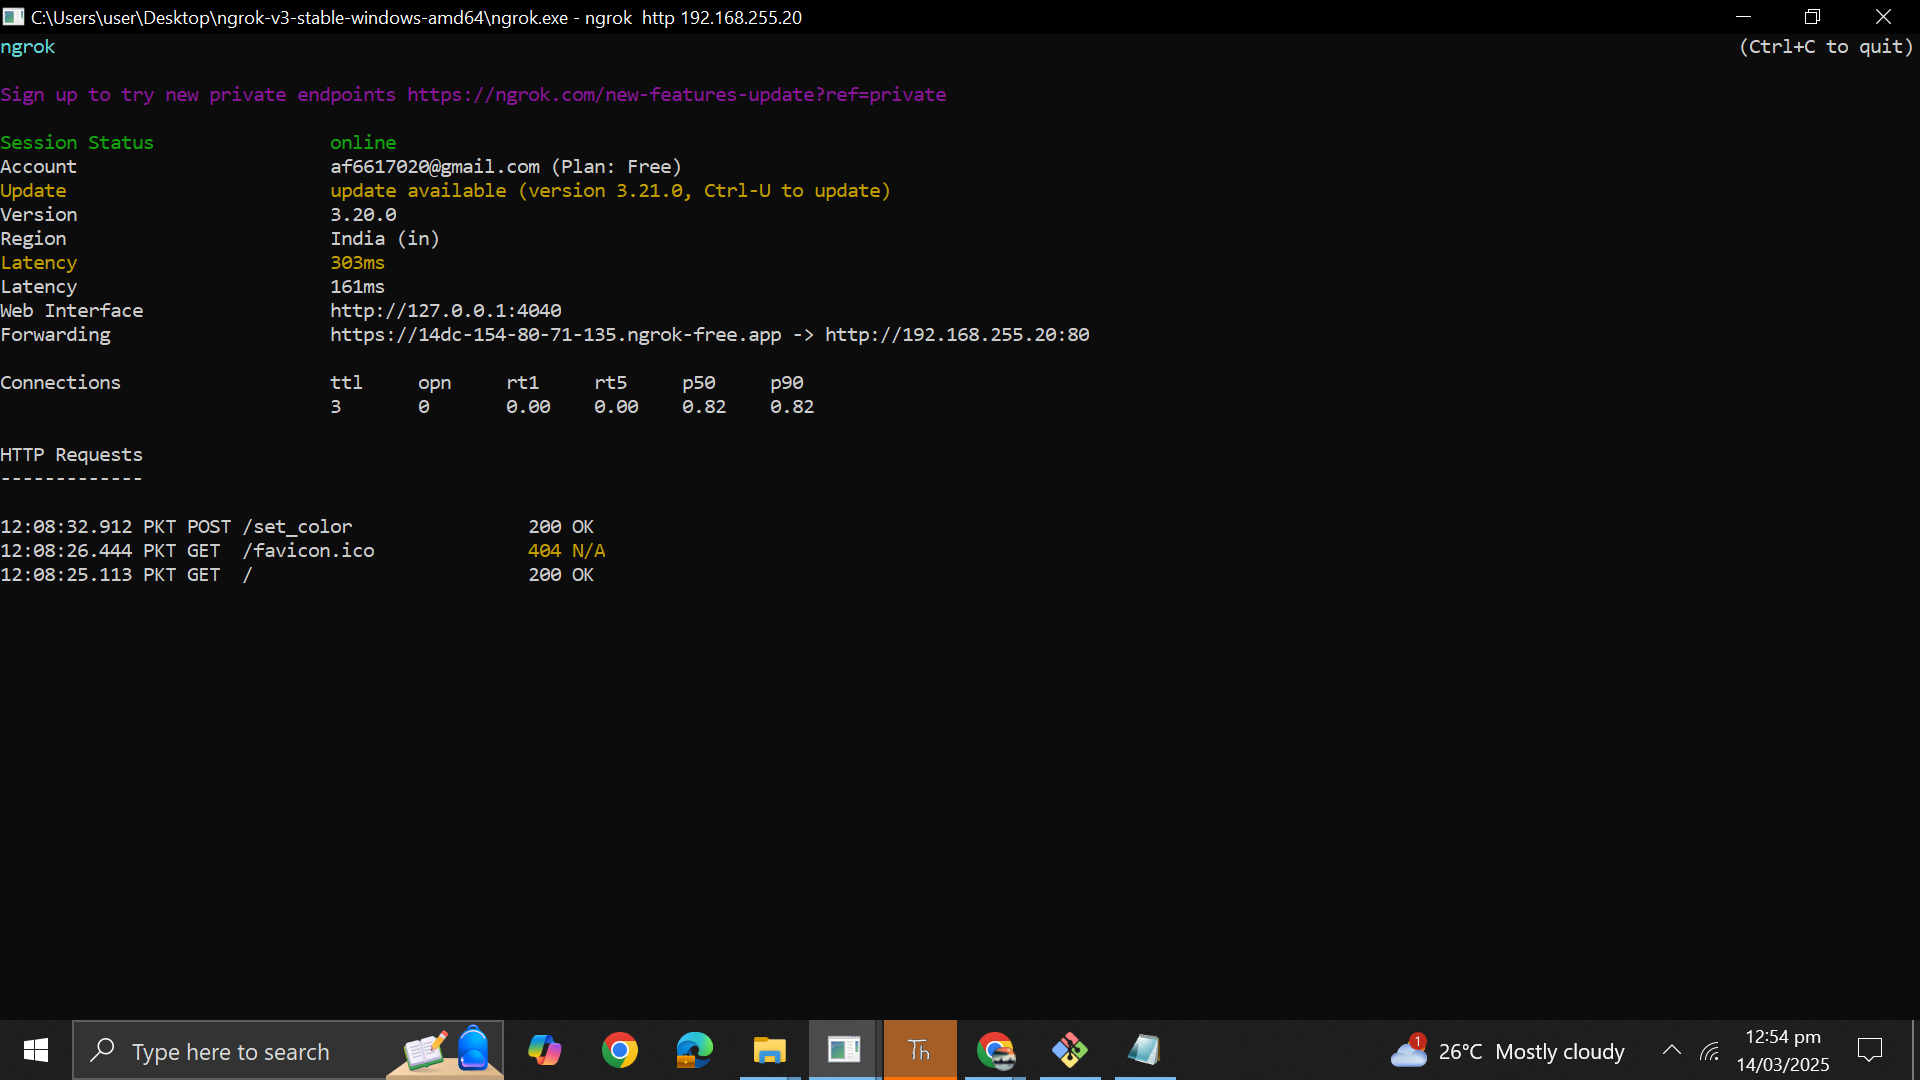 C:\Users\user\Desktop\ngrok-v3-stable-windows-amd64\ngrok.exe - ngrok  http 192.168.255.20
ngrok (Ctrl+C to quit)
Sign up to try new private endpoints https://ngrok.com/new-features-update?ref=private
Session Status online
Account af6617020@gmail.com (Plan: Free)
Update update available (version 3.21.0, Ctrl-U to update)
Version 3.20.0
Region India (in)
Latency 303ms
Latency 161ms
Web Interface http://127.0.0.1:4040
Forwarding https://14dc-154-80-71-135.ngrok-free.app -> http://192.168.255.20:80
Connections ttl opn rt1 rt5 p50 p90
3 0 0.00 0.00 0.82 0.82
HTTP Requests
-------------
12:08:32.912 PKT POST /set_color 200 OK
12:08:26.444 PKT GET /favicon.ico 404 N/A
12:08:25.113 PKT GET / 200 OK
Type here to search Th 1 26°C Mostly cloudy 12:54 pm
14/03/2025